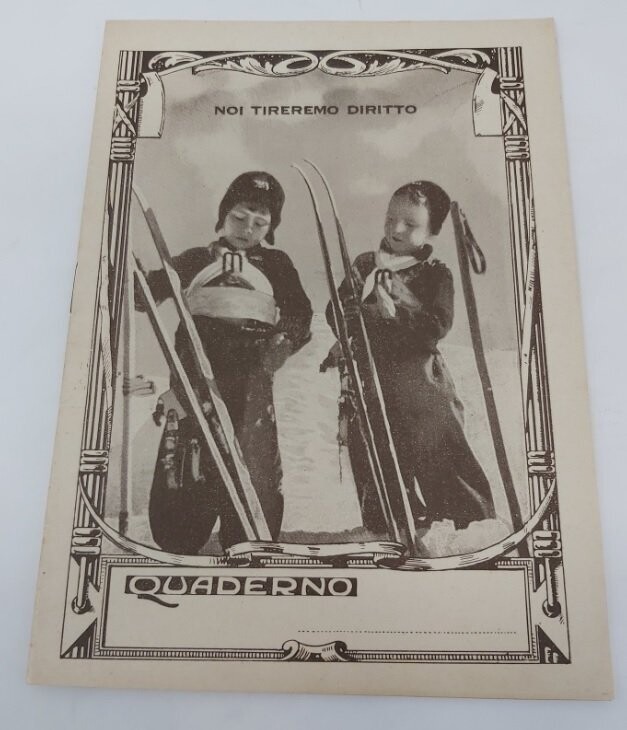 NOI TIREREMO DIRITTO
M
M
QUADERNO